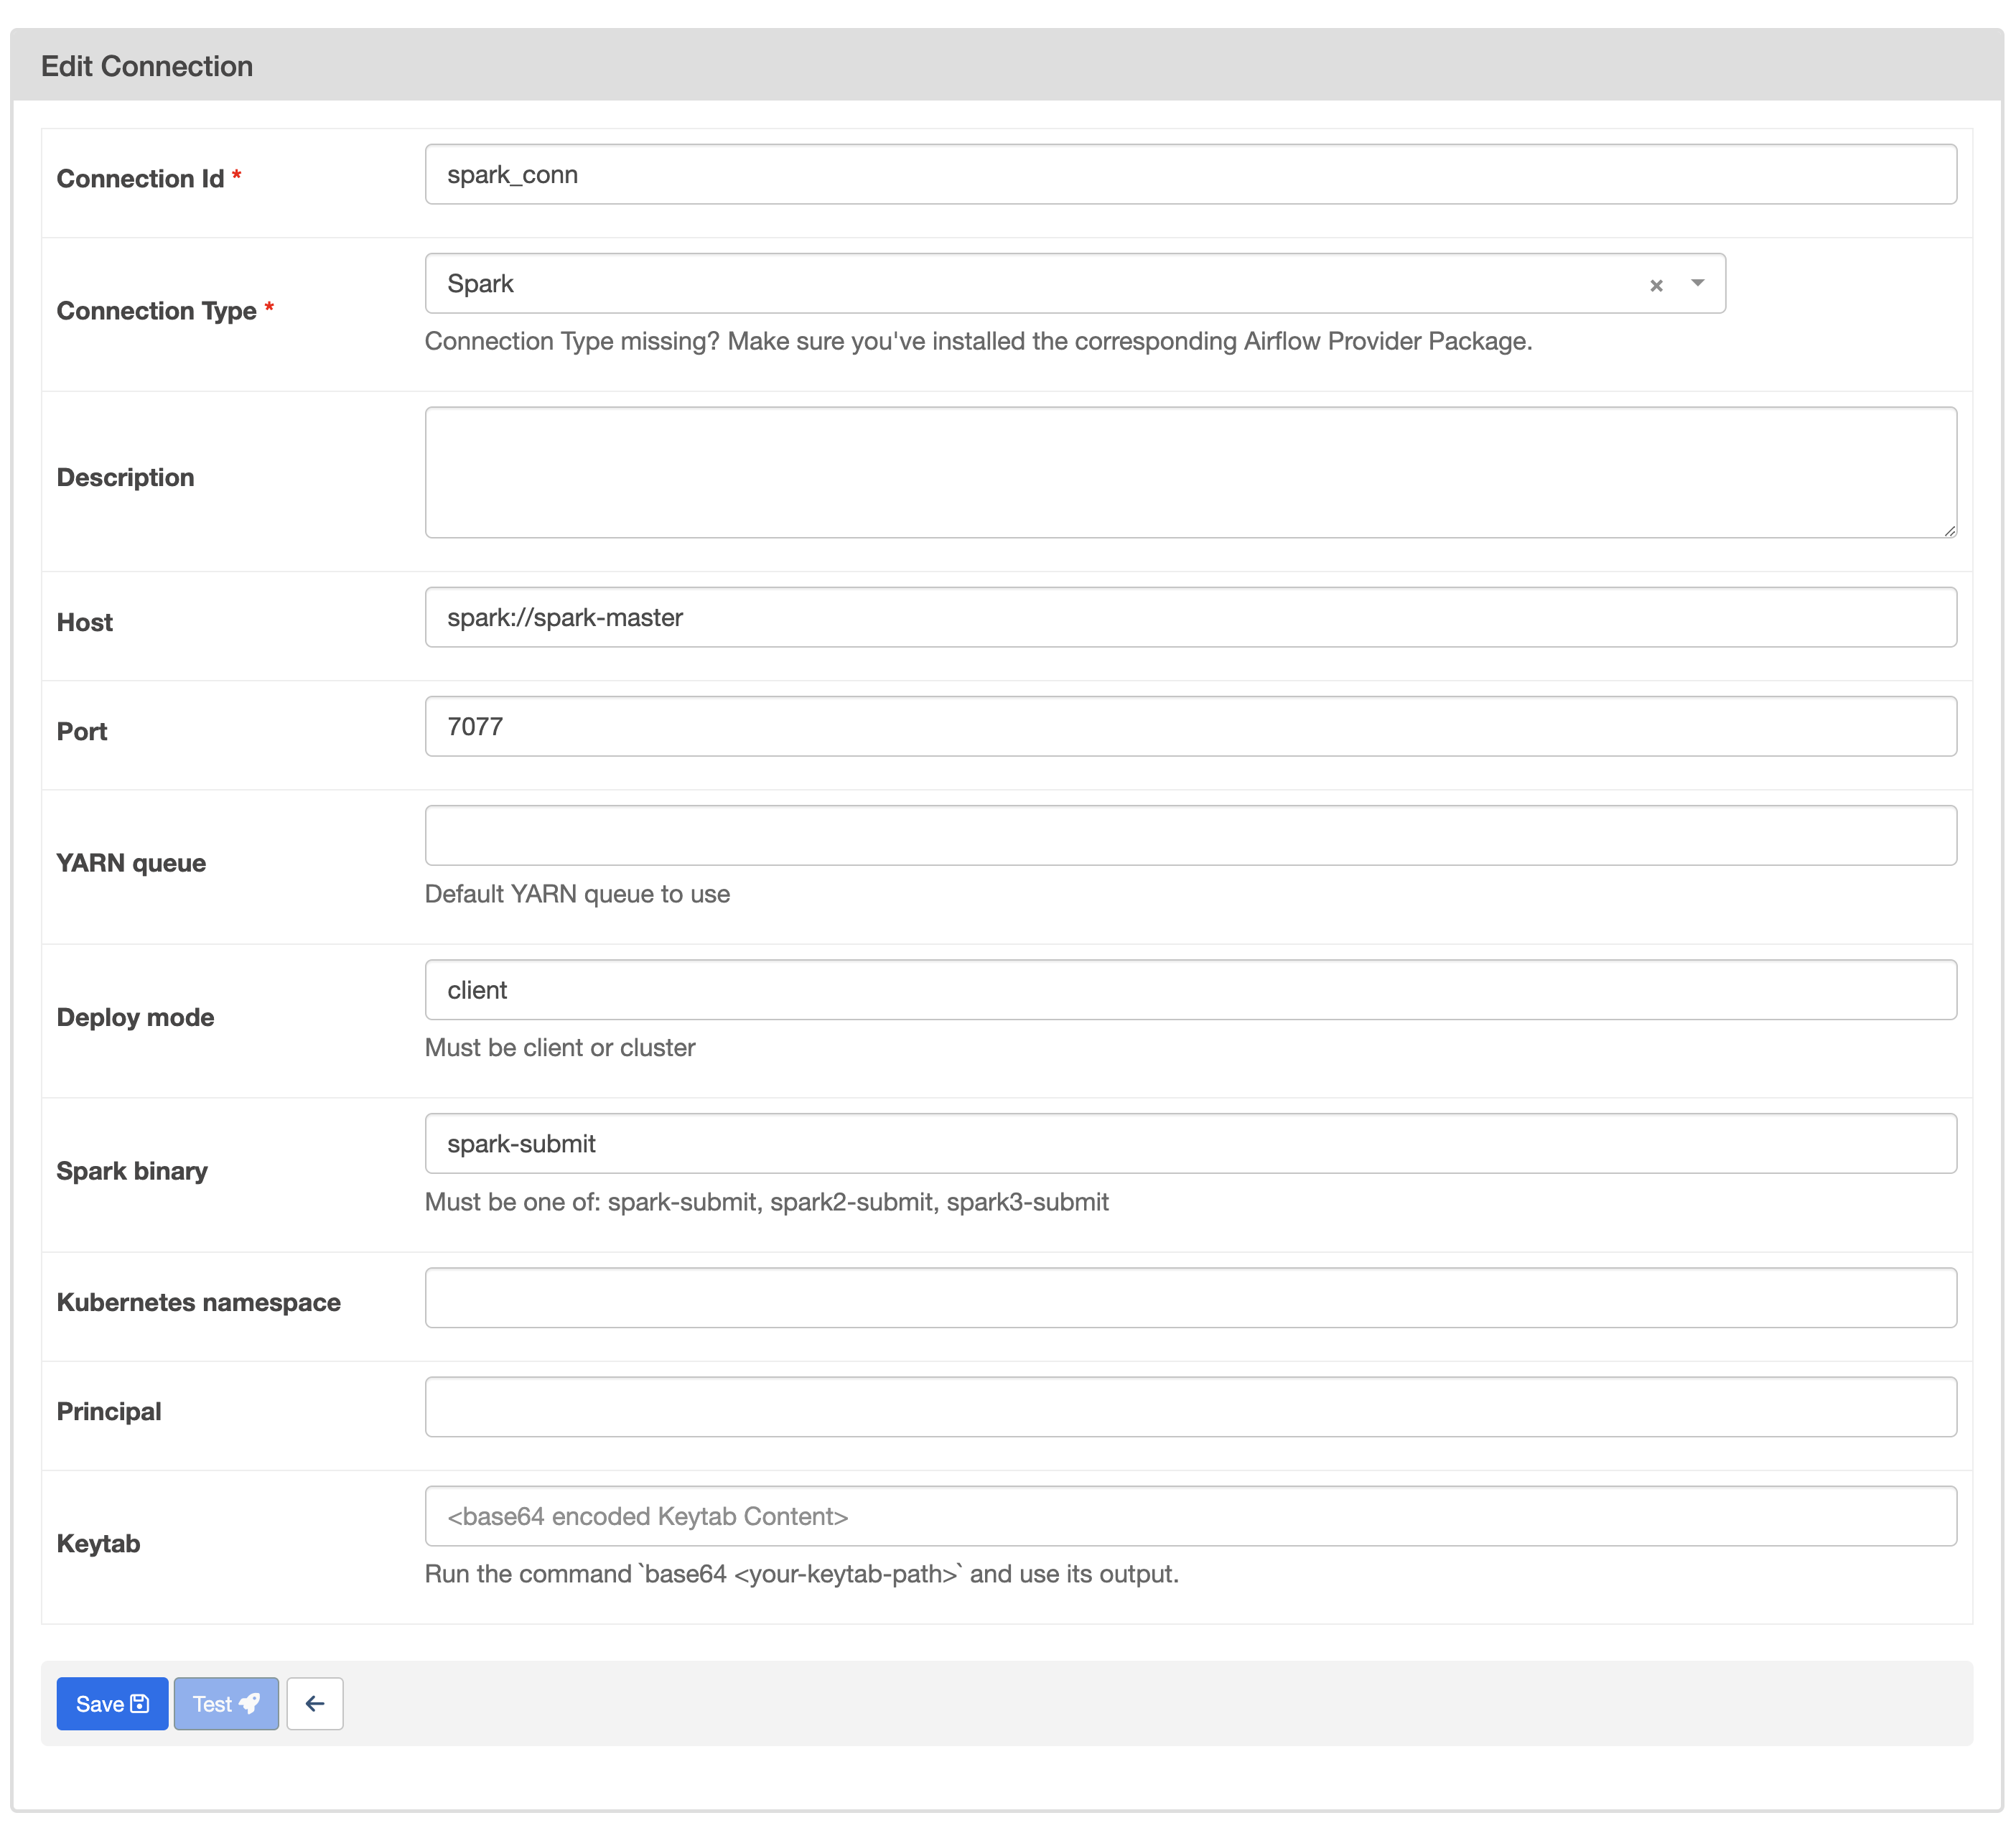 Edit Connection
Connection Id *
spark_conn
Connection Type *
Spark
Connection Type missing? Make sure you've installed the corresponding Airflow Provider Package.
Description
Host
spark://spark-master
Port
7077
YARN queue
Default YARN queue to use
Deploy mode
client
Must be client or cluster
Spark binary
spark-submit
Must be one of: spark-submit, spark2-submit, spark3-submit
Kubernetes namespace
Principal
Keytab
<base64 encoded Keytab Content>
Run the command `base64 <your-keytab-path>` and use its output.
Save Test